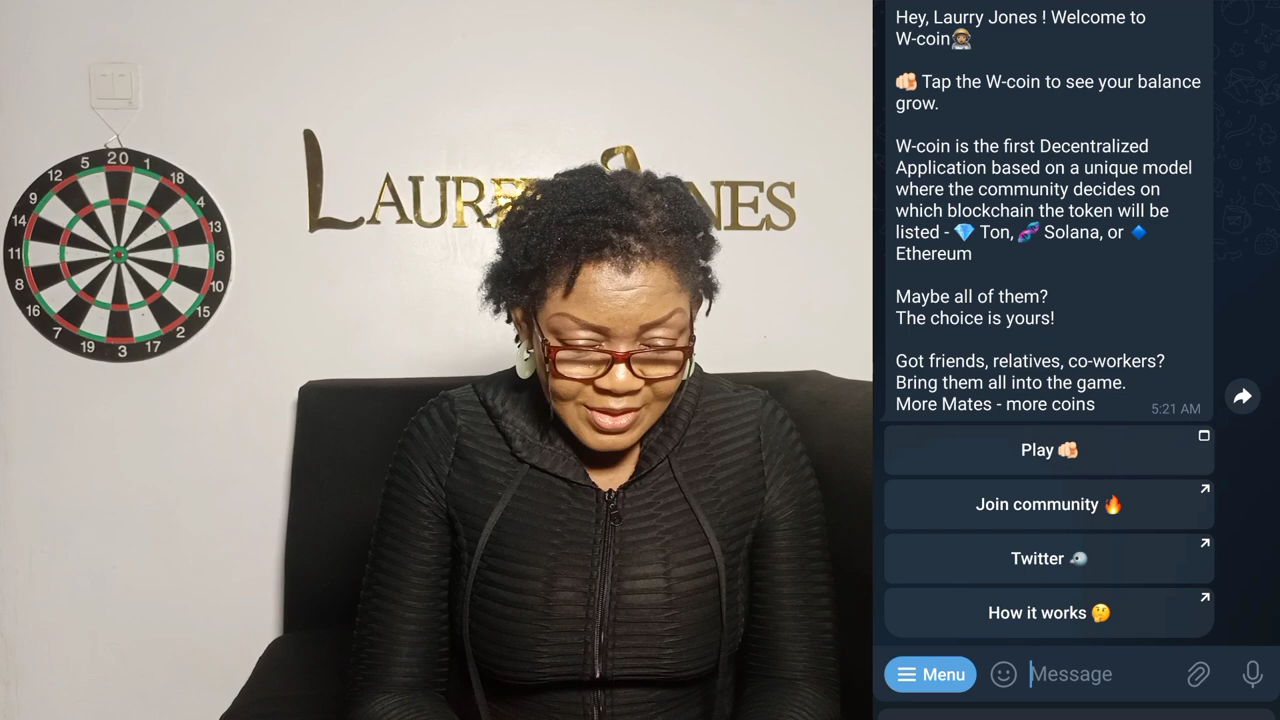 LAURRY JONES
20
1
18
4
13
6
10
15
2
17
3
19
7
16
8
11
14
9
12
5
Hey, Laurry Jones ! Welcome to
W-coin🧑🏽‍🚀
🫵🏻 Tap the W-coin to see your balance
grow.
W-coin is the first Decentralized
Application based on a unique model
where the community decides on
which blockchain the token will be
listed - 💎 Ton, 🧬 Solana, or 🔹
Ethereum
Maybe all of them?
The choice is yours!
Got friends, relatives, co-workers?
Bring them all into the game.
More Mates - more coins
5:21 AM
Play 🫵🏻
Join community 🔥
Twitter 🐦
How it works 🤔
Menu
Message